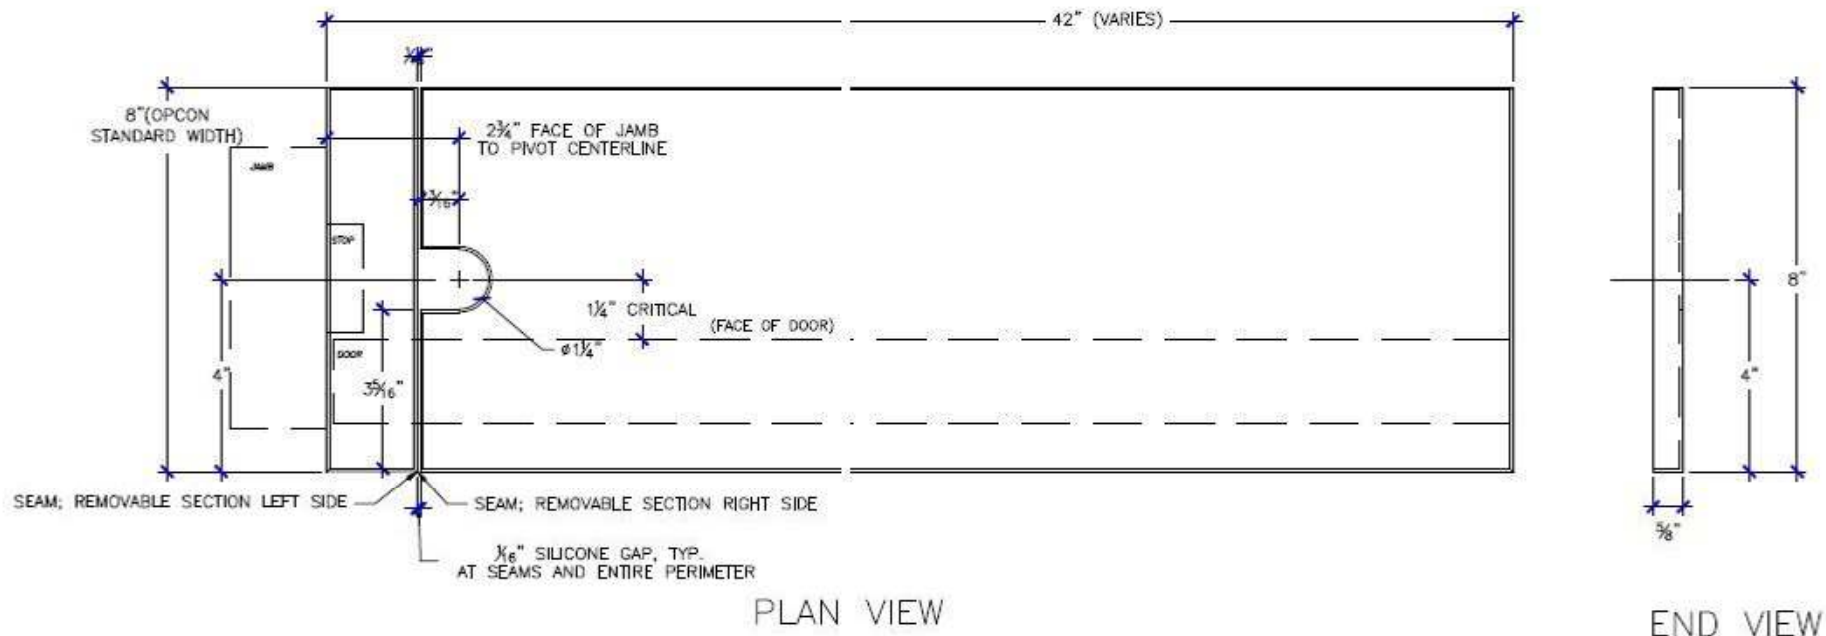 42" (VARIES)
8"(OPCON
STANDARD WIDTH)
2¾" FACE OF JAMB
TO PIVOT CENTERLINE
JAMB
STOP
1¼" CRITICAL
(FACE OF DOOR)
ø1¼"
DOOR
4"
3⁵⁄₁₆"
8"
4"
SEAM; REMOVABLE SECTION LEFT SIDE
SEAM; REMOVABLE SECTION RIGHT SIDE
⅝"
¹⁄₁₆" SILICONE GAP, TYP.
AT SEAMS AND ENTIRE PERIMETER
PLAN VIEW
END VIEW